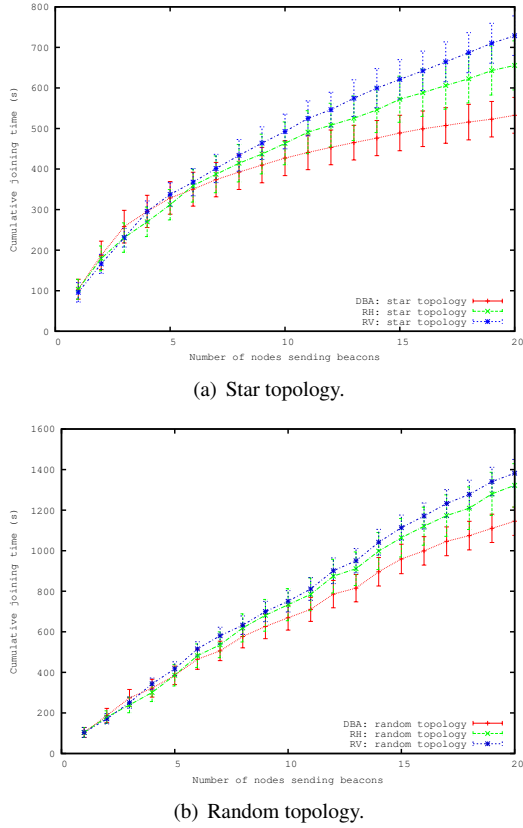 800
700
600
500
400
300
200
100
0
Cumulative joining time (s)
DBA: star topology
RH: star topology
RV: star topology
0 5 10 15 20
Number of nodes sending beacons
(a) Star topology.
1600
1400
1200
1000
800
600
400
200
0
Cumulative joining time (s)
DBA: random topology
RH: random topology
RV: random topology
0 5 10 15 20
Number of nodes sending beacons
(b) Random topology.